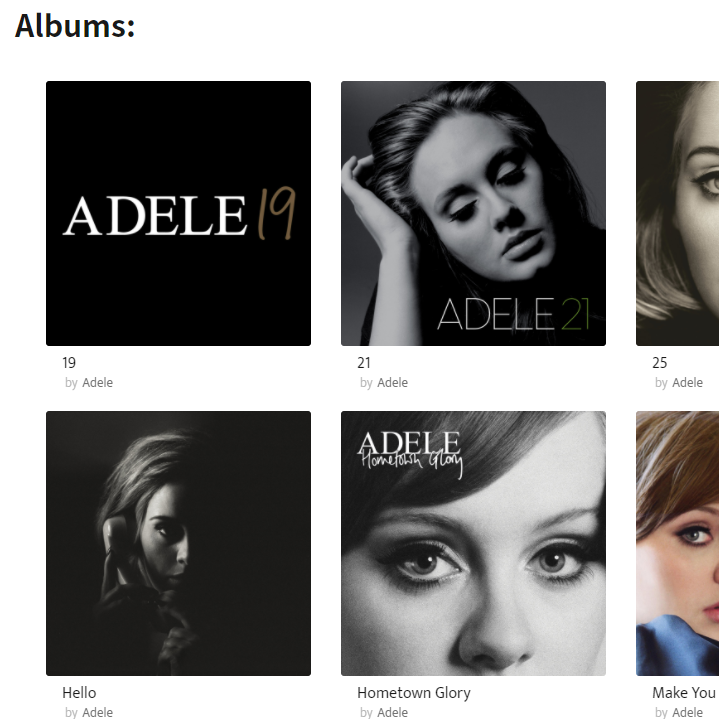 Albums:
ADELE 19
ADELE 21
19
by Adele
21
by Adele
25
by Adele
ADELE
Hometown Glory
Hello
by Adele
Hometown Glory
by Adele
Make You
by Adele